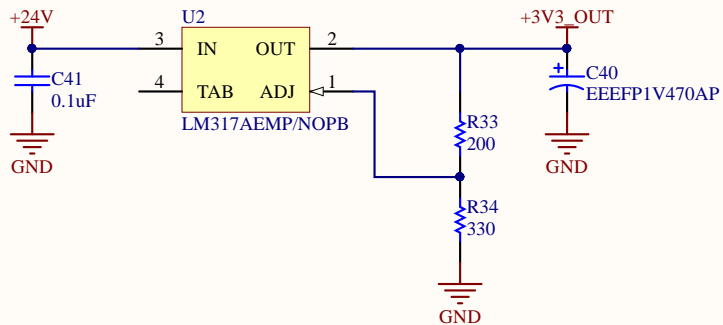 +24V
U2
+3V3_OUT
3
IN
OUT
2
4
TAB
ADJ
1
C41
0.1uF
C40
EEEFP1V470AP
LM317AEMP/NOPB
R33
200
GND
GND
R34
330
GND